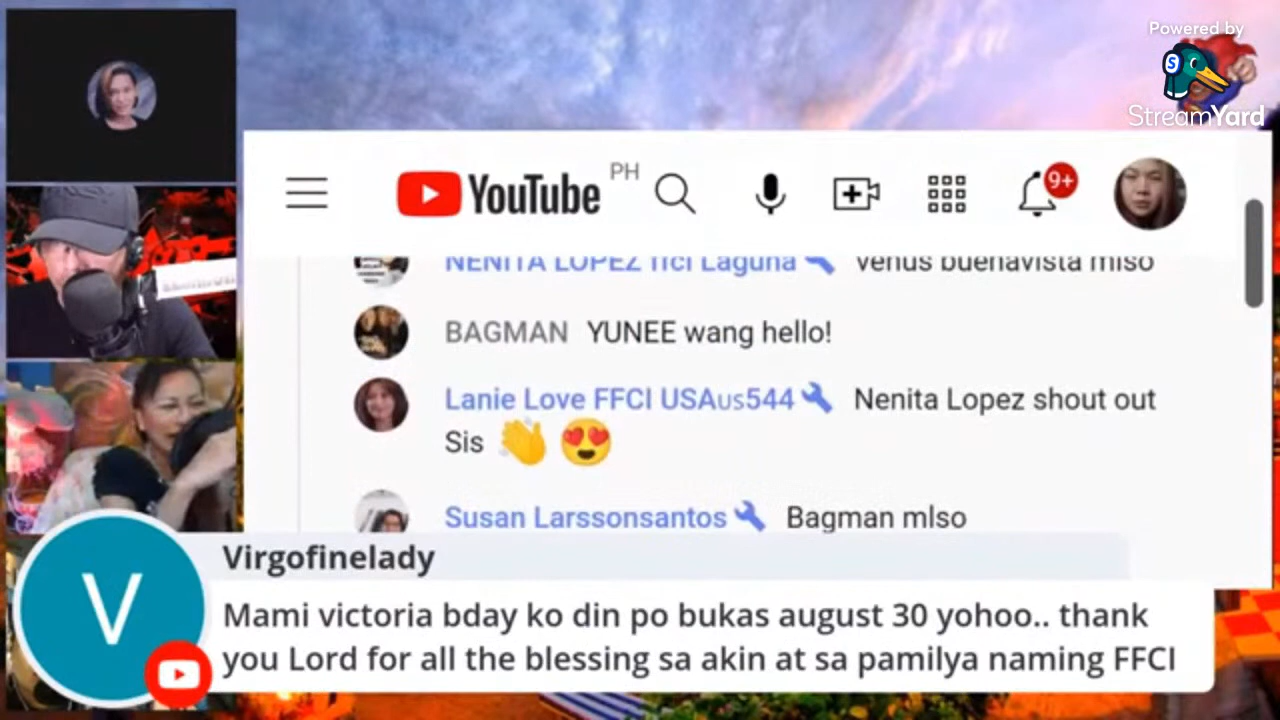 Powered by
StreamYard
PH
YouTube
9+
NENITA LOPEZ ffci Laguna venus buenavista mlso
BAGMAN YUNEE wang hello!
Lanie Love FFCI USAus544 Nenita Lopez shout out
Sis
Susan Larssonsantos Bagman mlso
V
Virgofinelady
Mami victoria bday ko din po bukas august 30 yohoo.. thank
you Lord for all the blessing sa akin at sa pamilya naming FFCI